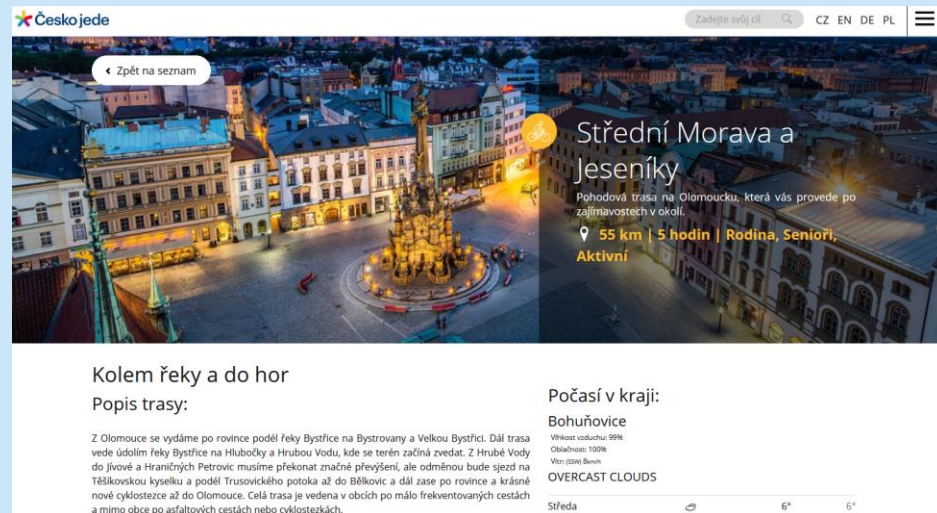 Česko jede
Zadejte svůj cíl
CZ EN DE PL
Zpět na seznam
Střední Morava a
Jeseníky
Pohodová trasa na Olomoucku, která vás provede po
zajímavostech v okolí.
55 km | 5 hodin | Rodina, Senioři,
Aktivní
Kolem řeky a do hor
Popis trasy:
Z Olomouce se vydáme po rovince podél řeky Bystřice na Bystrovany a Velkou Bystřici. Dál trasa
vede údolím řeky Bystřice na Hlubočky a Hrubou Vodu, kde se terén začíná zvedat. Z Hrubé Vody
do Jívové a Hraničných Petrovic musíme překonat značné převýšení, ale odměnou bude sjezd na
Těšíkovskou kyselku a podél Trusovického potoka až do Bělkovic a dál zase po rovince a krásné
nové cyklostezce až do Olomouce. Celá trasa je vedena v obcích po málo frekventovaných cestách
a mimo obce po asfaltových cestách nebo cyklostezkách.
Počasí v kraji:
Bohuňovice
Vlhkost vzduchu: 99%
Oblačnost: 100%
Vítr: (SSW) 8km/h
OVERCAST CLOUDS
Středa 6° 6°